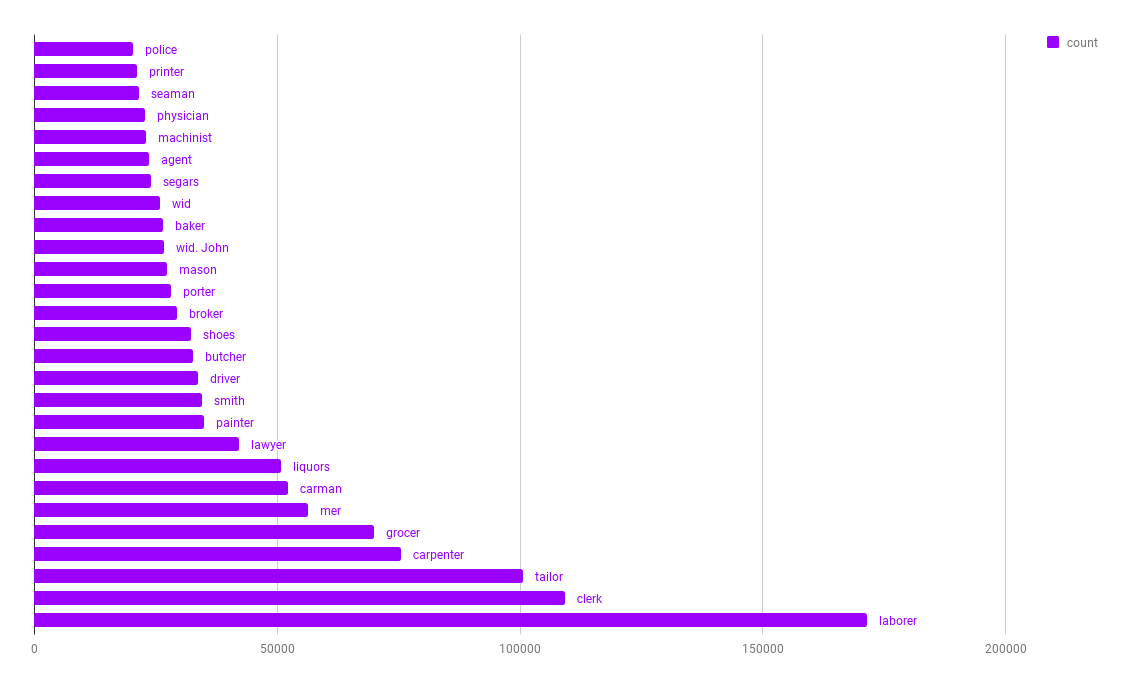 count
police
printer
seaman
physician
machinist
agent
segars
wid
baker
wid. John
mason
porter
broker
shoes
butcher
driver
smith
painter
lawyer
liquors
carman
mer
grocer
carpenter
tailor
clerk
laborer
0 50000 100000 150000 200000